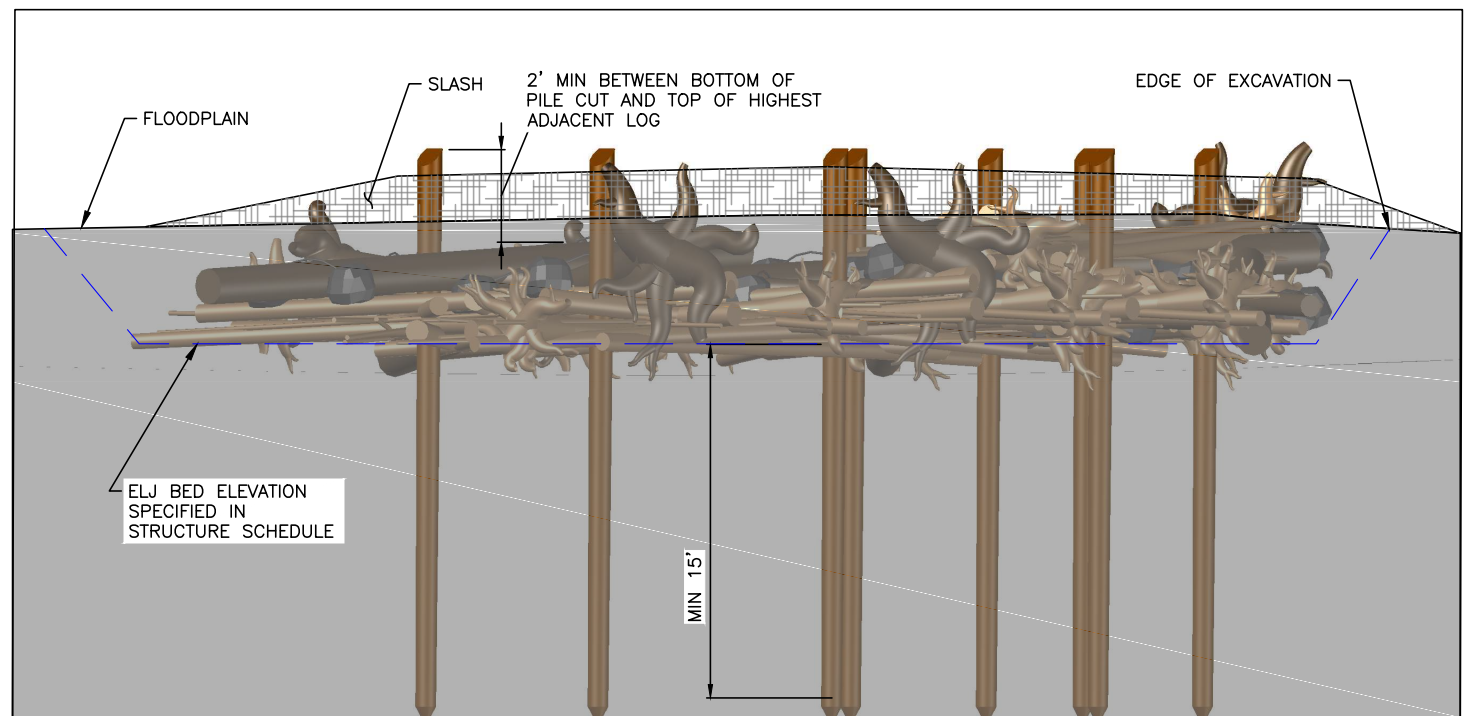 FLOODPLAIN
SLASH
2' MIN BETWEEN BOTTOM OF
PILE CUT AND TOP OF HIGHEST
ADJACENT LOG
EDGE OF EXCAVATION
ELJ BED ELEVATION
SPECIFIED IN
STRUCTURE SCHEDULE
MIN 15'